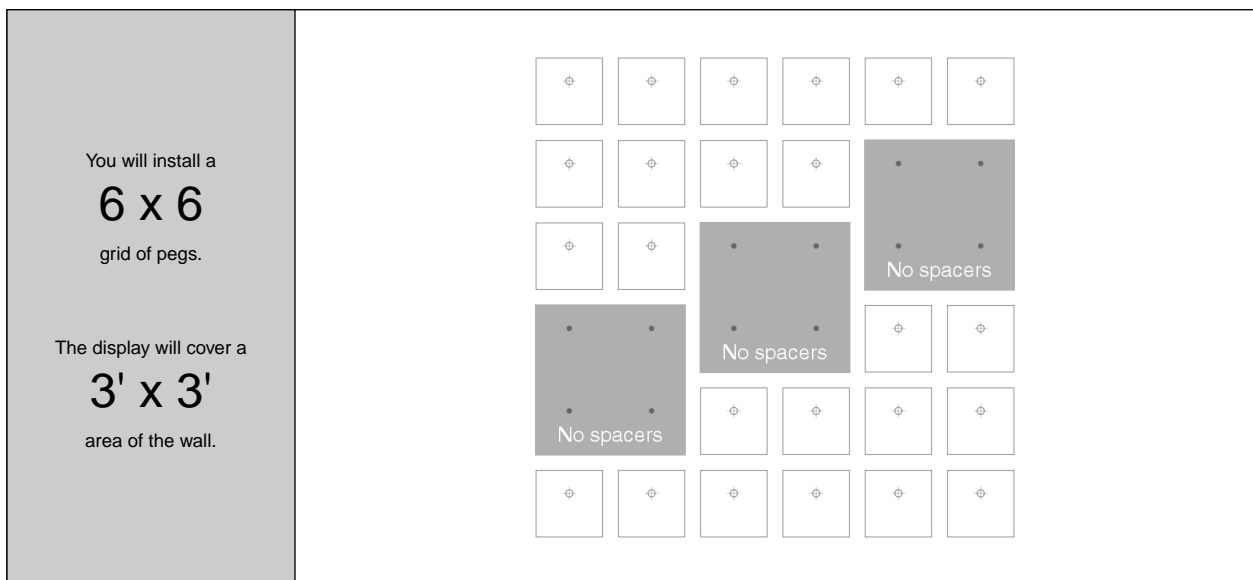 You will install a
6 x 6
grid of pegs.
The display will cover a
3' x 3'
area of the wall.
No spacers
No spacers
No spacers